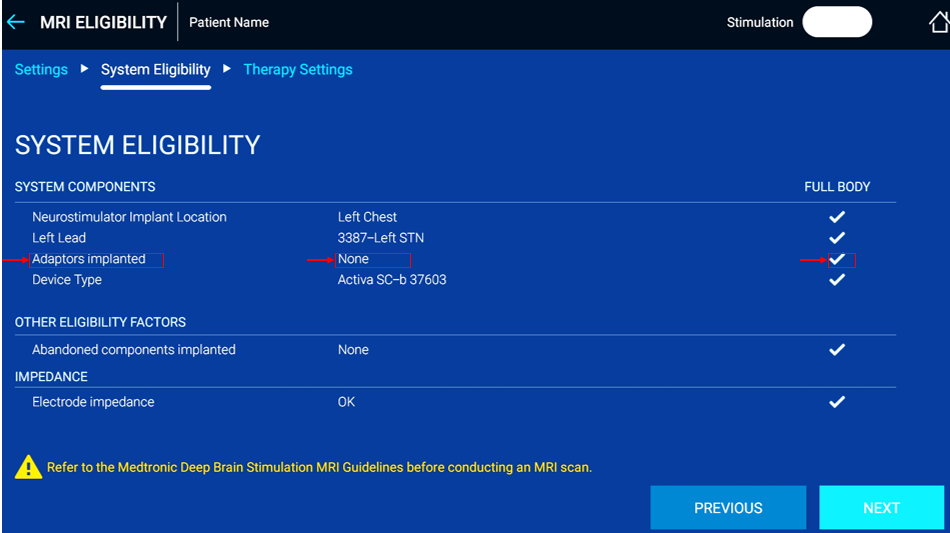 MRI ELIGIBILITY Patient Name Stimulation
Settings System Eligibility Therapy Settings
SYSTEM ELIGIBILITY
SYSTEM COMPONENTS FULL BODY
Neurostimulator Implant Location Left Chest
Left Lead 3387–Left STN
Adaptors implanted None
Device Type Activa SC–b 37603
OTHER ELIGIBILITY FACTORS
Abandoned components implanted None
IMPEDANCE
Electrode impedance OK
Refer to the Medtronic Deep Brain Stimulation MRI Guidelines before conducting an MRI scan.
PREVIOUS NEXT